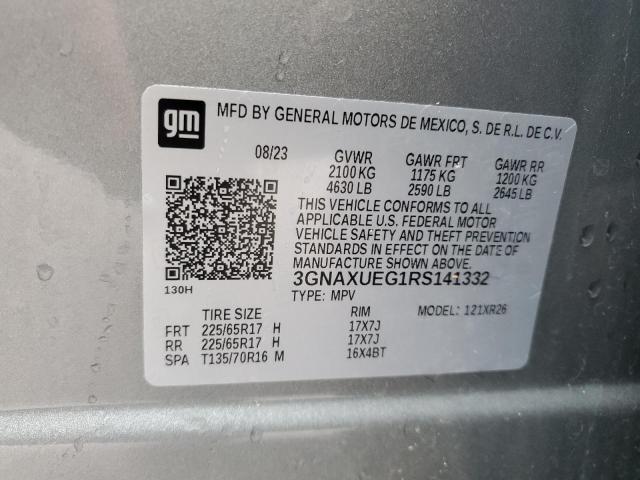 gm
MFD BY GENERAL MOTORS DE MEXICO, S. DE R.L. DE C.V.
08/23 GVWR GAWR FRT GAWR RR
2100 KG 1175 KG 1200 KG
4630 LB 2590 LB 2645 LB
THIS VEHICLE CONFORMS TO ALL
APPLICABLE U.S. FEDERAL MOTOR
VEHICLE SAFETY AND THEFT PREVENTION
STANDARDS IN EFFECT ON THE DATE OF
MANUFACTURE SHOWN ABOVE.
130H
3GNAXUEG1RS141332
TYPE: MPV MODEL: 121XR26
TIRE SIZE RIM
FRT 225/65R17 H 17X7J
RR 225/65R17 H 17X7J
SPA T135/70R16 M 16X4BT